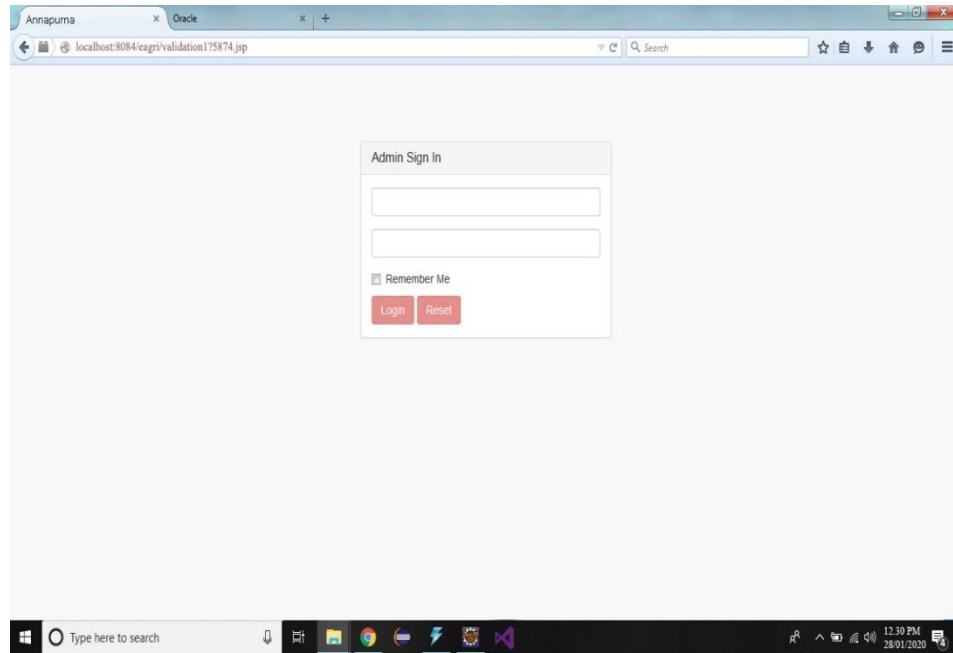 Annapurna
Oracle
localhost:8084/eagri/validation1?5874.jsp
Search
Admin Sign In
Remember Me
Login Reset
Type here to search
12:30 PM
28/01/2020
4